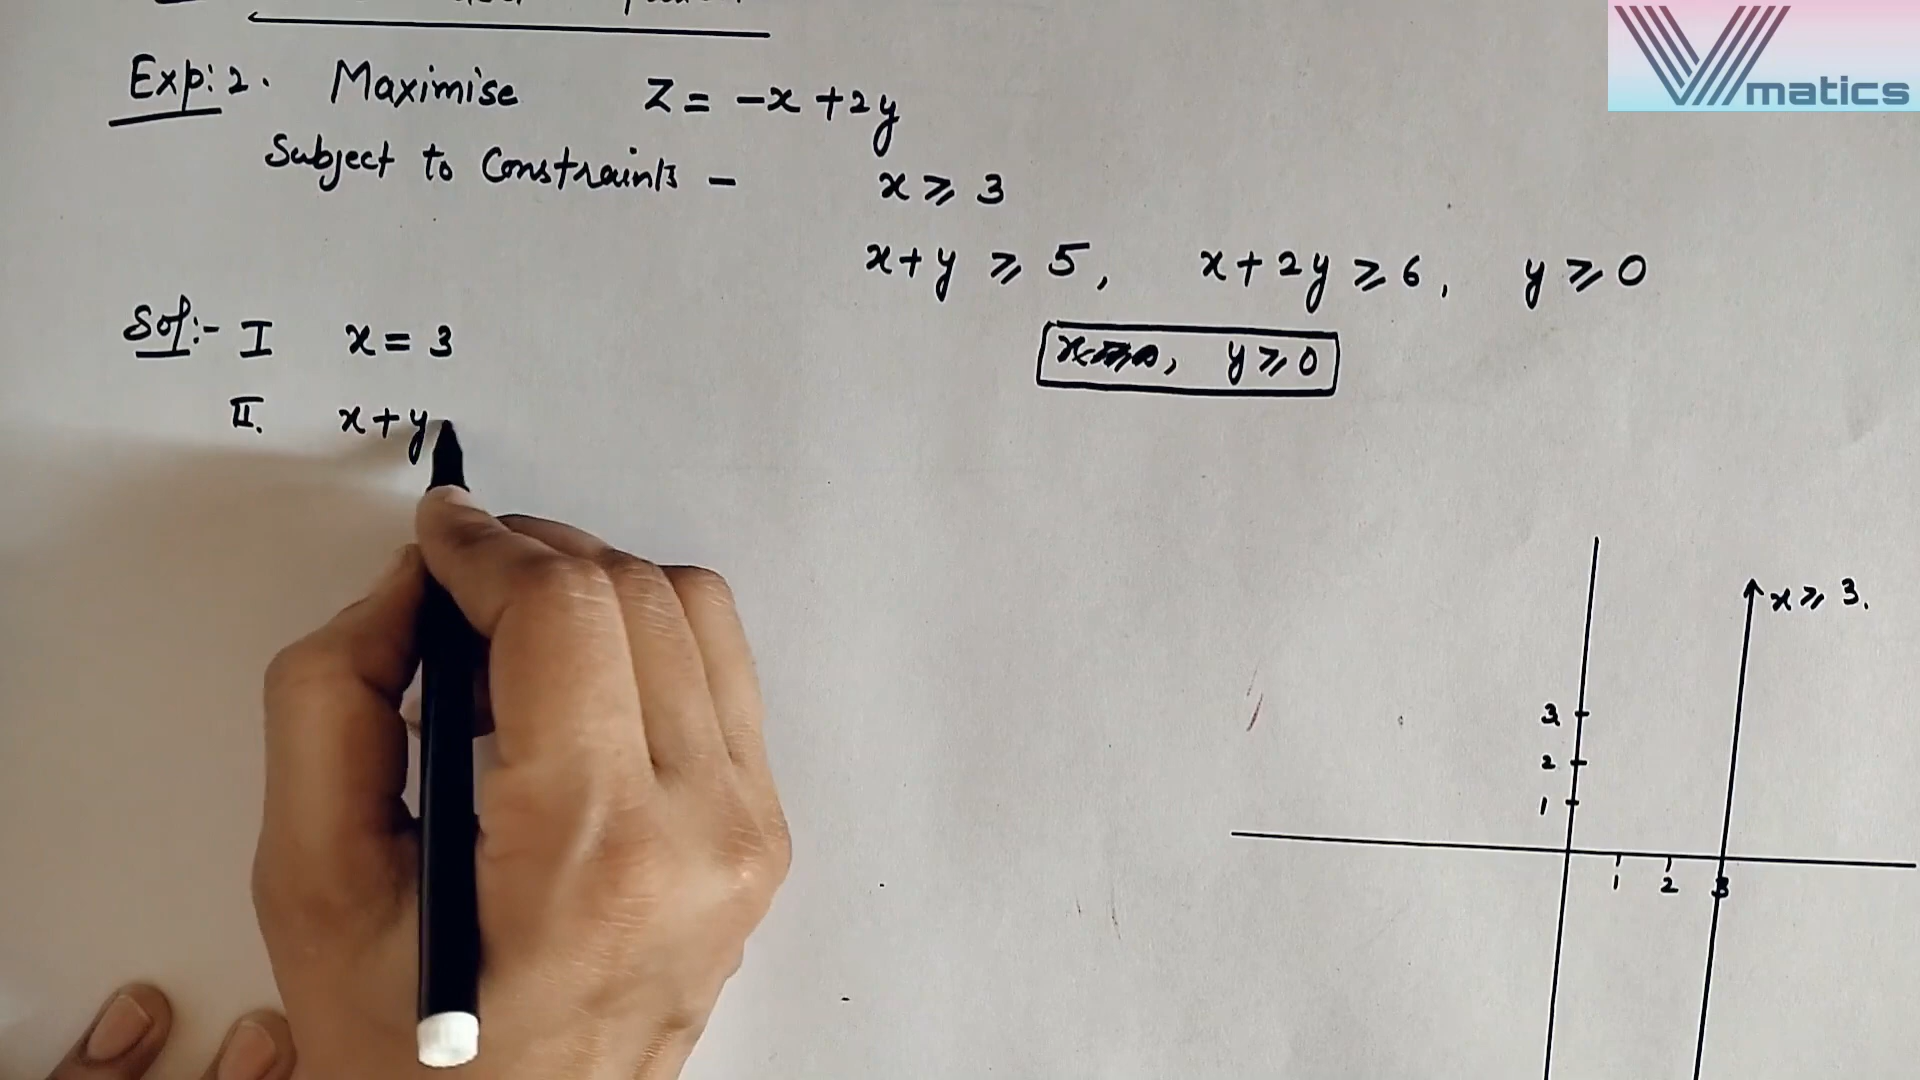 Exp: 2. Maximise Z = -x + 2y
Subject to Constraints - x ⩾ 3
x + y ⩾ 5, x + 2y ⩾ 6, y ⩾ 0
y ⩾ 0
Sol:- I x = 3
II. x + y
x ⩾ 3.
3
2
1
1 2 3
Vmatics